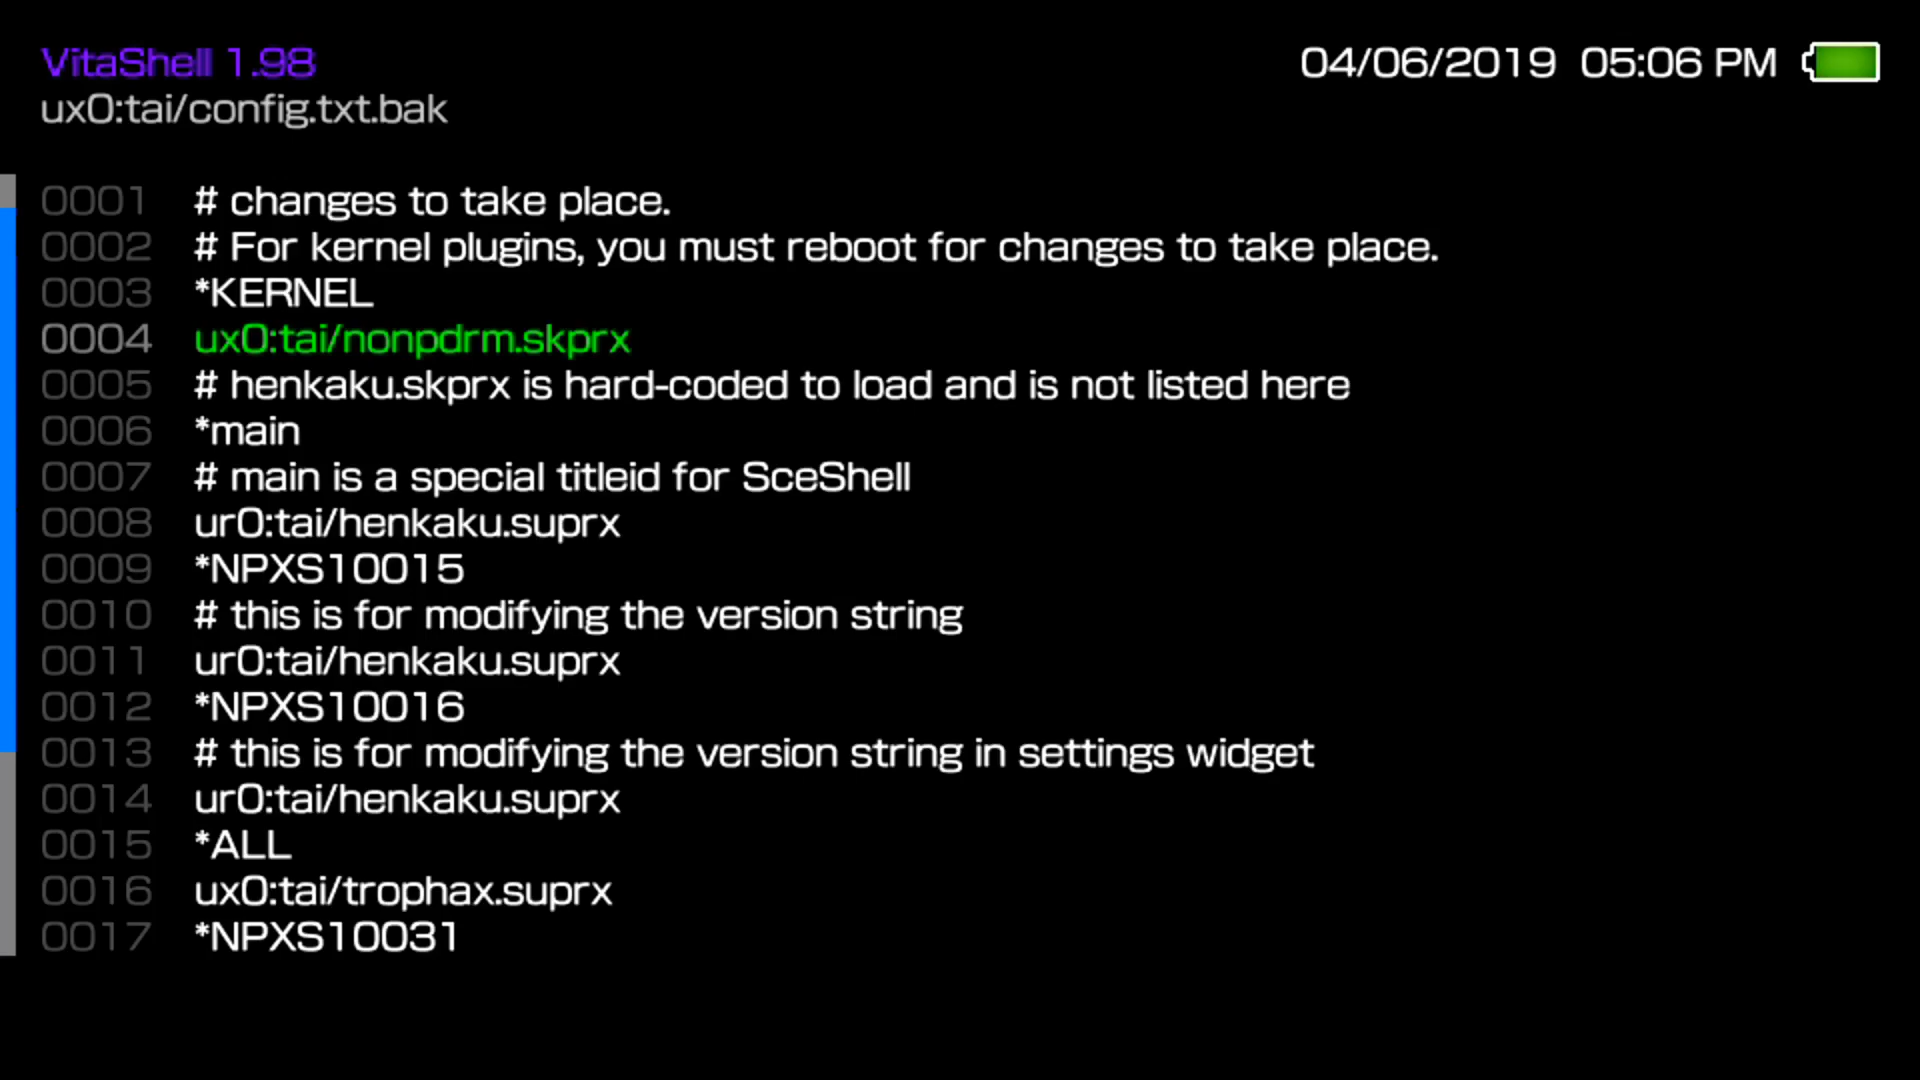 VitaShell 1.98
04/06/2019 05:06 PM
ux0:tai/config.txt.bak
0001 # changes to take place.
0002 # For kernel plugins, you must reboot for changes to take place.
0003 *KERNEL
0004 ux0:tai/nonpdrm.skprx
0005 # henkaku.skprx is hard-coded to load and is not listed here
0006 *main
0007 # main is a special titleid for SceShell
0008 ur0:tai/henkaku.suprx
0009 *NPXS10015
0010 # this is for modifying the version string
0011 ur0:tai/henkaku.suprx
0012 *NPXS10016
0013 # this is for modifying the version string in settings widget
0014 ur0:tai/henkaku.suprx
0015 *ALL
0016 ux0:tai/trophax.suprx
0017 *NPXS10031